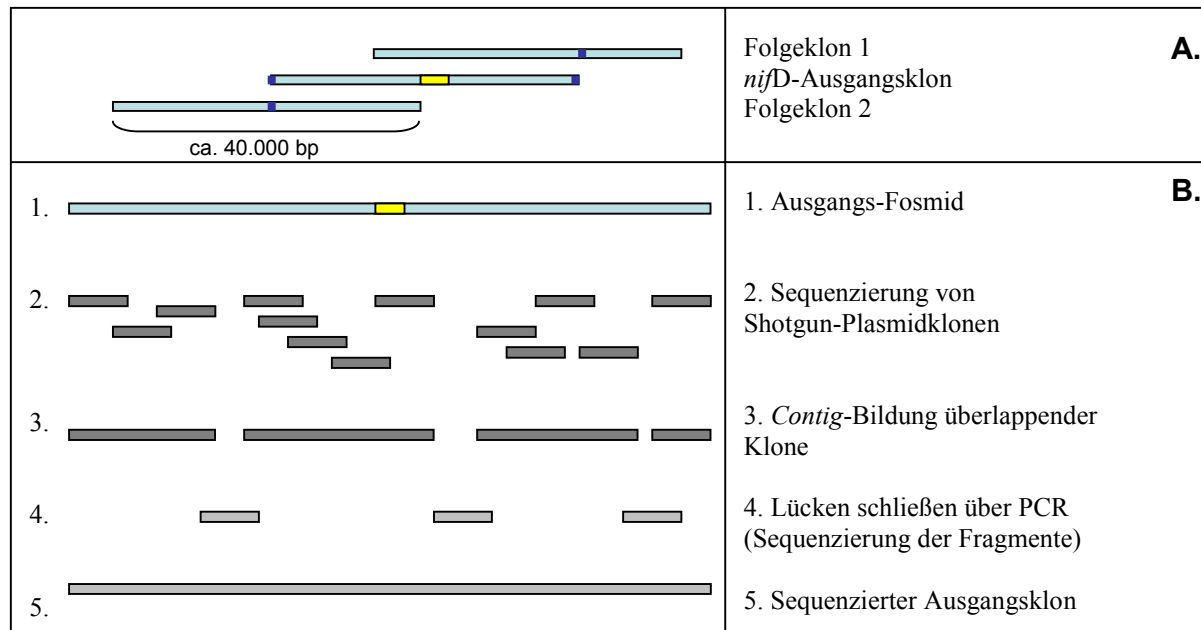 Folgeklon 1
A.
nifD-Ausgangsklon
Folgeklon 2
ca. 40.000 bp
B.
1.
1. Ausgangs-Fosmid
2.
2. Sequenzierung von
Shotgun-Plasmidklonen
3.
3. Contig-Bildung überlappender
Klone
4.
4. Lücken schließen über PCR
(Sequenzierung der Fragmente)
5.
5. Sequenzierter Ausgangsklon